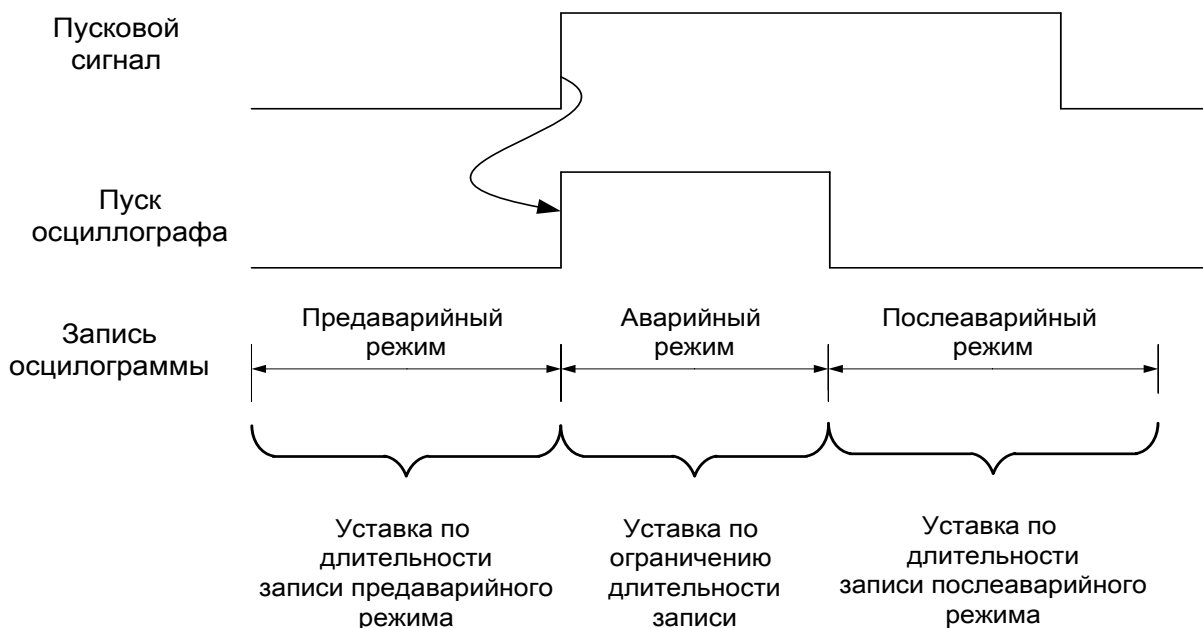 Пусковой
сигнал
Пуск
осциллографа
Запись
осцилограммы
Предаварийный
режим
Аварийный
режим
Послеаварийный
режим
Уставка по
длительности
записи предаварийного
режима
Уставка по
ограничению
длительности
записи
Уставка по
длительности
записи послеаварийного
режима